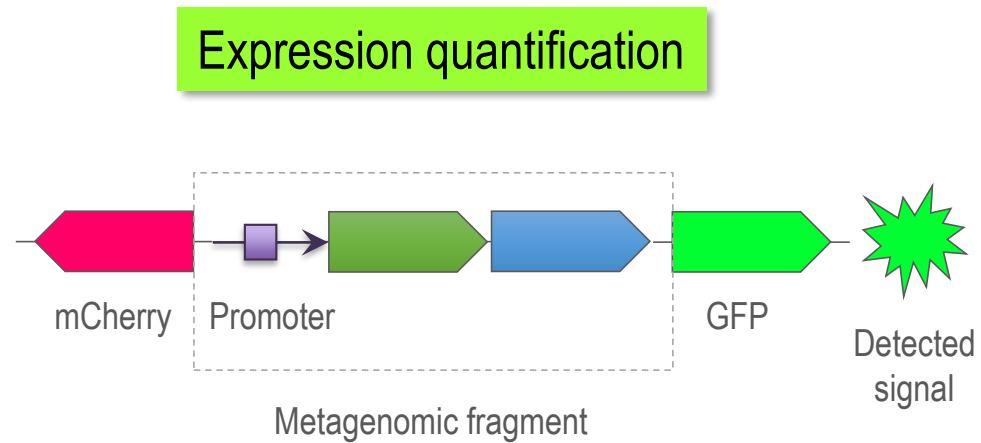 Expression quantification
mCherry
Promoter
GFP
Detected
signal
Metagenomic fragment